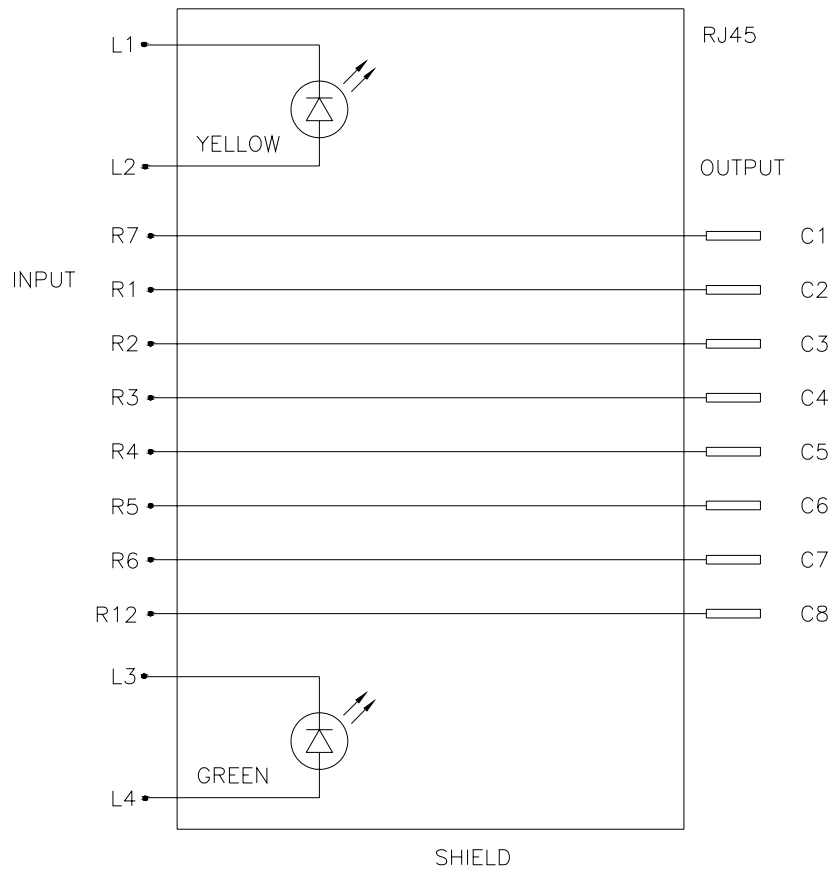 L1
RJ45
YELLOW
L2
OUTPUT
R7
C1
INPUT
R1
C2
R2
C3
R3
C4
R4
C5
R5
C6
R6
C7
R12
C8
L3
GREEN
L4
SHIELD